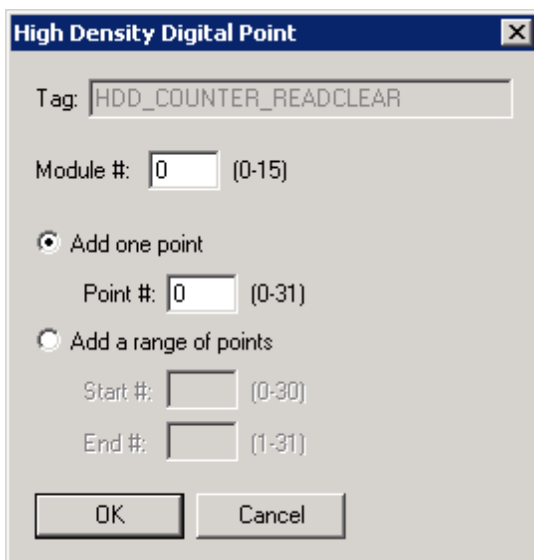 High Density Digital Point
Tag: HDD_COUNTER_READCLEAR
Module #: 0 (0-15)
Add one point
Point #: 0 (0-31)
Add a range of points
Start #: (0-30)
End #: (1-31)
OK Cancel